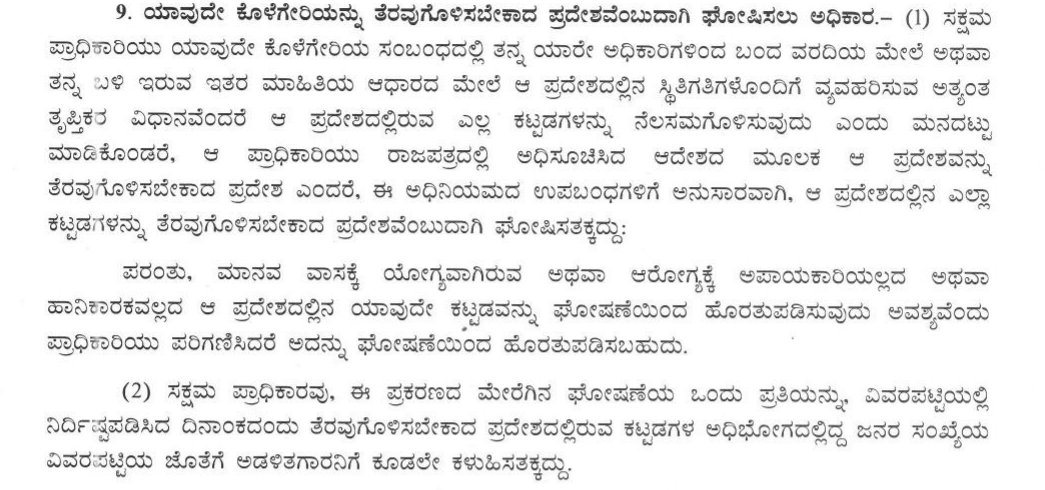 9. ಯಾವುದೇ ಕೊಳೆಗೇರಿಯನ್ನು ತೆರವುಗೊಳಿಸಬೇಕಾದ ಪ್ರದೇಶವೆಂಬುದಾಗಿ ಘೋಷಿಸಲು ಅಧಿಕಾರ.– (1) ಸಕ್ಷಮ
ಪ್ರಾಧಿಕಾರಿಯು ಯಾವುದೇ ಕೊಳೆಗೇರಿಯ ಸಂಬಂಧದಲ್ಲಿ ತನ್ನ ಯಾರೇ ಅಧಿಕಾರಿಗಳಿಂದ ಬಂದ ವರದಿಯ ಮೇಲೆ ಅಥವಾ
ತನ್ನ ಬಳಿ ಇರುವ ಇತರ ಮಾಹಿತಿಯ ಆಧಾರದ ಮೇಲೆ ಆ ಪ್ರದೇಶದಲ್ಲಿನ ಸ್ಥಿತಿಗತಿಗಳೊಂದಿಗೆ ವ್ಯವಹರಿಸುವ ಅತ್ಯಂತ
ತೃಪ್ತಿಕರ ವಿಧಾನವೆಂದರೆ ಆ ಪ್ರದೇಶದಲ್ಲಿರುವ ಎಲ್ಲ ಕಟ್ಟಡಗಳನ್ನು ನೆಲಸಮಗೊಳಿಸುವುದು ಎಂದು ಮನದಟ್ಟು
ಮಾಡಿಕೊಂಡರೆ, ಆ ಪ್ರಾಧಿಕಾರಿಯು ರಾಜಪತ್ರದಲ್ಲಿ ಅಧಿಸೂಚಿಸಿದ ಆದೇಶದ ಮೂಲಕ ಆ ಪ್ರದೇಶವನ್ನು
ತೆರವುಗೊಳಿಸಬೇಕಾದ ಪ್ರದೇಶ ಎಂದರೆ, ಈ ಅಧಿನಿಯಮದ ಉಪಬಂಧಗಳಿಗೆ ಅನುಸಾರವಾಗಿ, ಆ ಪ್ರದೇಶದಲ್ಲಿನ ಎಲ್ಲಾ
ಕಟ್ಟಡಗಳನ್ನು ತೆರವುಗೊಳಿಸಬೇಕಾದ ಪ್ರದೇಶವೆಂಬುದಾಗಿ ಘೋಷಿಸತಕ್ಕದ್ದು:
ಪರಂತು, ಮಾನವ ವಾಸಕ್ಕೆ ಯೋಗ್ಯವಾಗಿರುವ ಅಥವಾ ಆರೋಗ್ಯಕ್ಕೆ ಅಪಾಯಕಾರಿಯಲ್ಲದ ಅಥವಾ
ಹಾನಿಕಾರಕವಲ್ಲದ ಆ ಪ್ರದೇಶದಲ್ಲಿನ ಯಾವುದೇ ಕಟ್ಟಡವನ್ನು ಘೋಷಣೆಯಿಂದ ಹೊರತುಪಡಿಸುವುದು ಅವಶ್ಯವೆಂದು
ಪ್ರಾಧಿಕಾರಿಯು ಪರಿಗಣಿಸಿದರೆ ಅದನ್ನು ಘೋಷಣೆಯಿಂದ ಹೊರತುಪಡಿಸಬಹುದು.
(2) ಸಕ್ಷಮ ಪ್ರಾಧಿಕಾರವು, ಈ ಪ್ರಕರಣದ ಮೇರೆಗಿನ ಘೋಷಣೆಯ ಒಂದು ಪ್ರತಿಯನ್ನು, ವಿವರಪಟ್ಟಿಯಲ್ಲಿ
ನಿರ್ದಿಷ್ಟಪಡಿಸಿದ ದಿನಾಂಕದಂದು ತೆರವುಗೊಳಿಸಬೇಕಾದ ಪ್ರದೇಶದಲ್ಲಿರುವ ಕಟ್ಟಡಗಳ ಅಧಿಭೋಗದಲ್ಲಿದ್ದ ಜನರ ಸಂಖ್ಯೆಯ
ವಿವರಪಟ್ಟಿಯ ಜೊತೆಗೆ ಅಡಳಿತಗಾರನಿಗೆ ಕೂಡಲೇ ಕಳುಹಿಸತಕ್ಕದ್ದು.